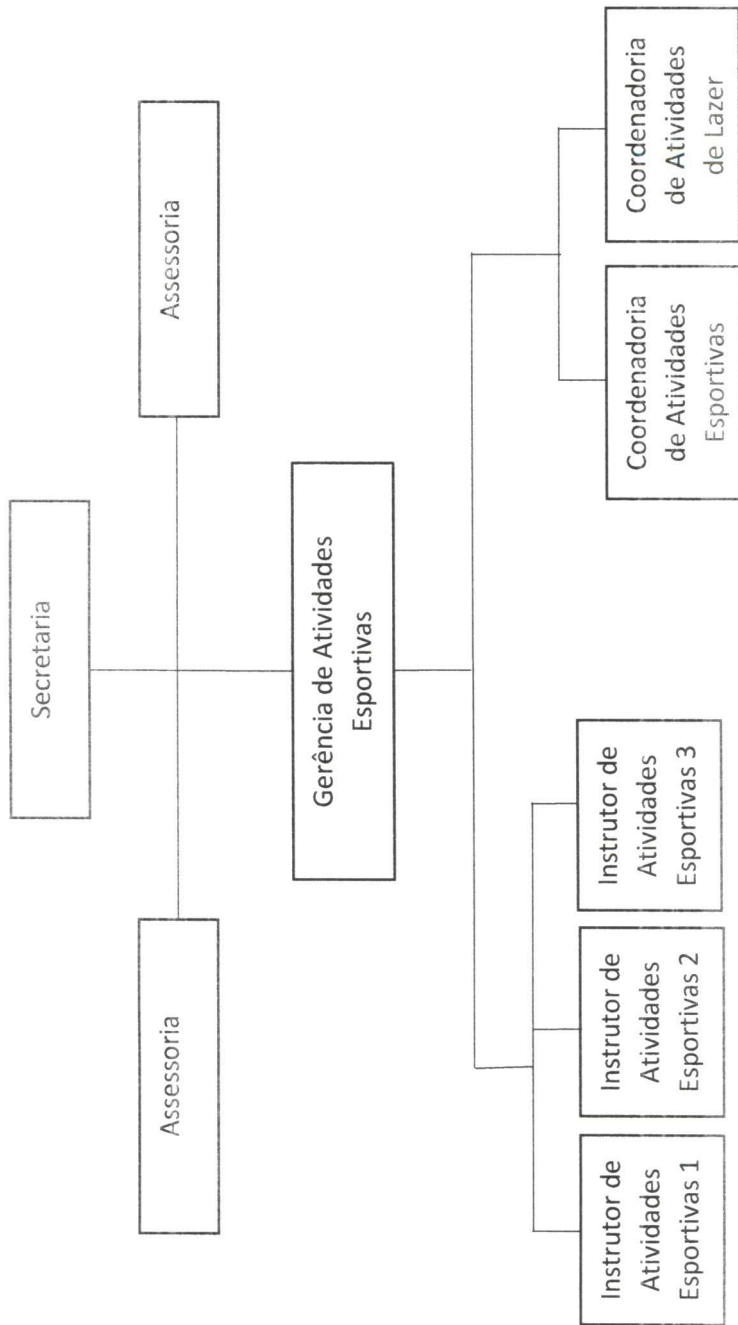 Secretaria
Assessoria
Assessoria
Gerência de Atividades
Esportivas
Instrutor de
Atividades
Esportivas 1
Instrutor de
Atividades
Esportivas 2
Instrutor de
Atividades
Esportivas 3
Coordenadoria
de Atividades
Esportivas
Coordenadoria
de Atividades
de Lazer